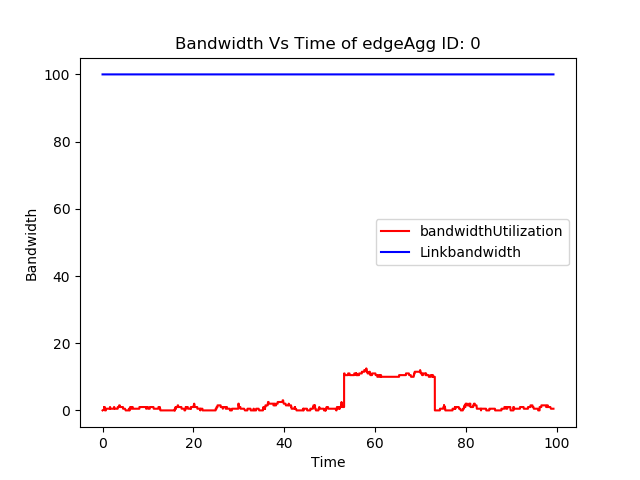 Bandwidth Vs Time of edgeAgg ID: 0
100
80
60
40
20
0
Bandwidth
bandwidthUtilization
Linkbandwidth
0 20 40 60 80 100
Time